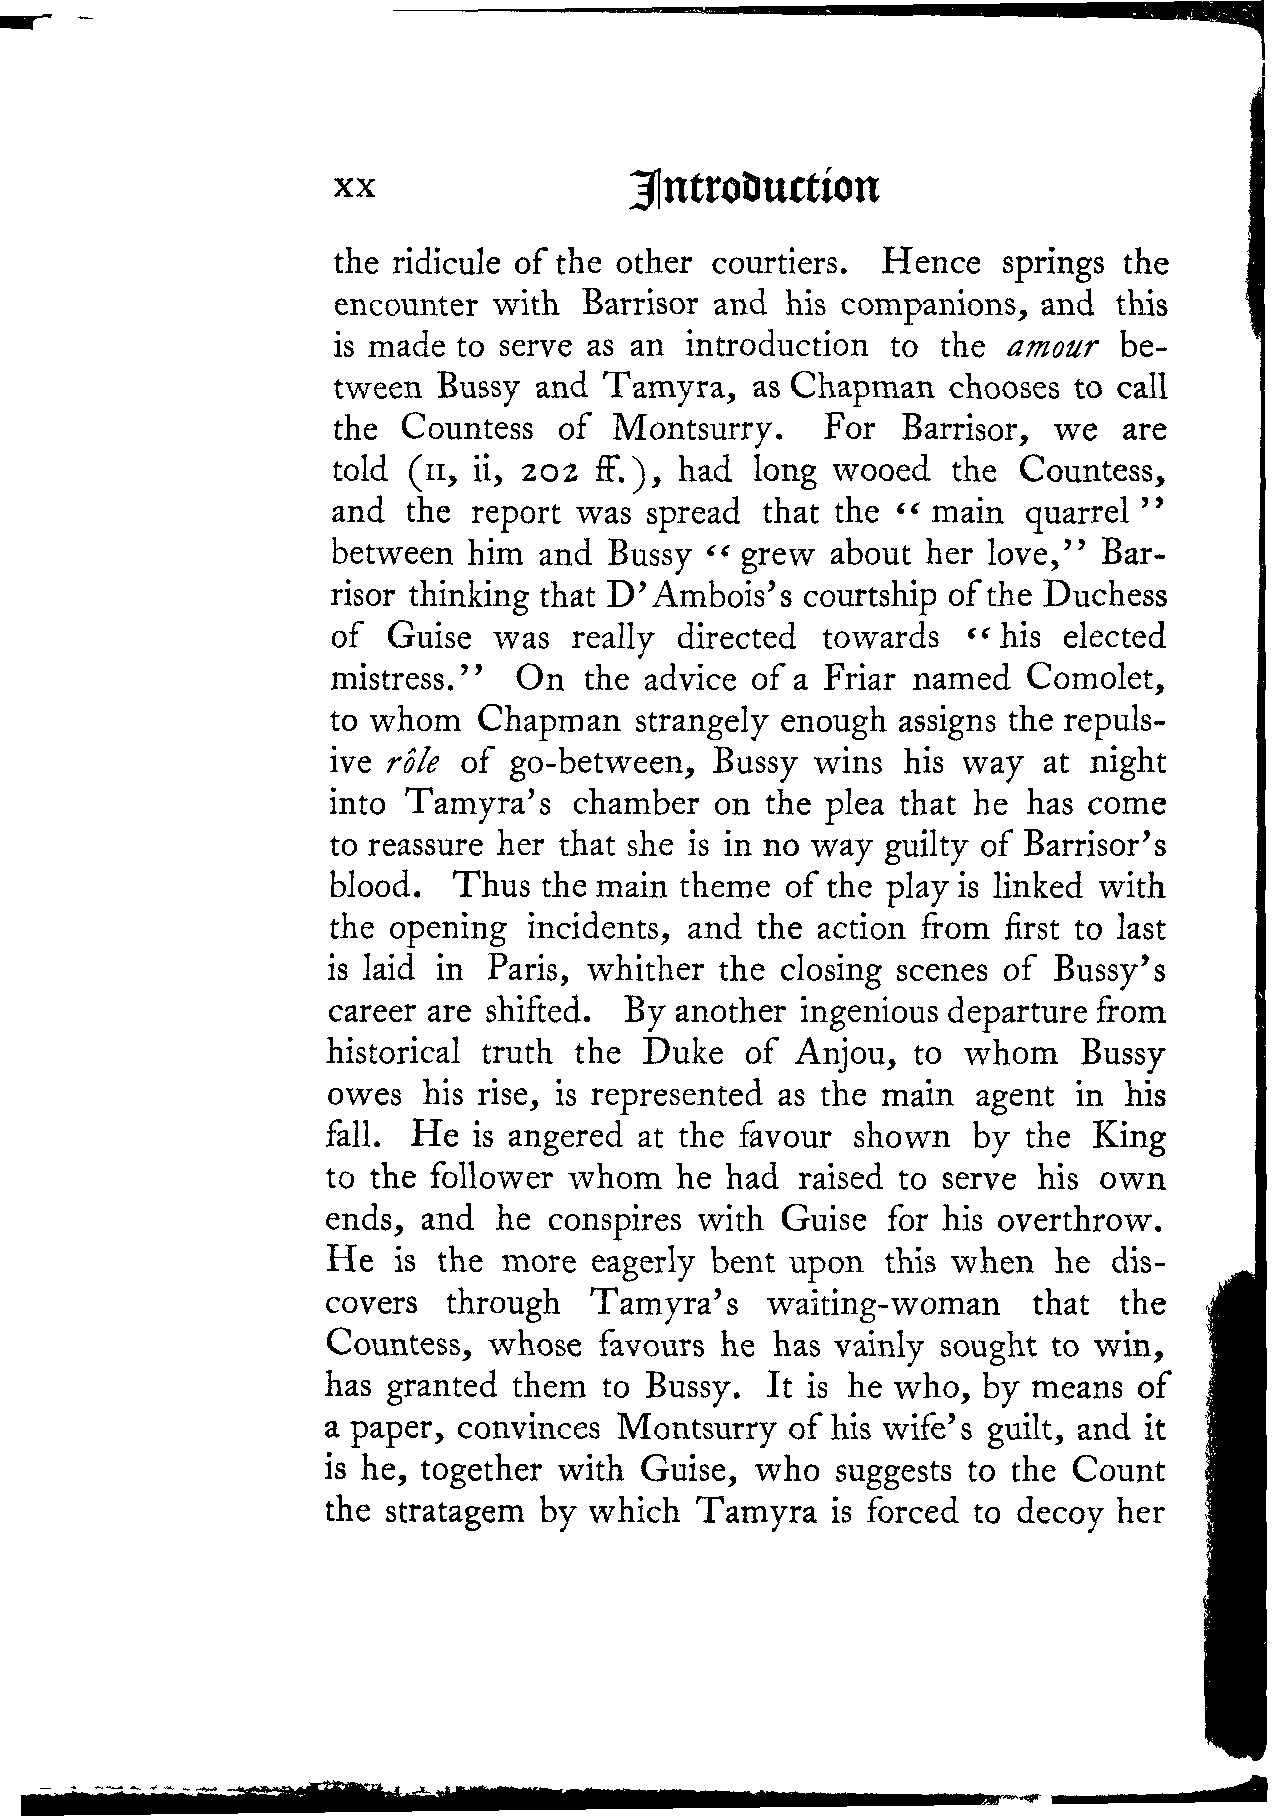 xx Introduction
the ridicule of the other courtiers. Hence springs the
encounter with Barrisor and his companions, and this
is made to serve as an introduction to the amour be-
tween Bussy and Tamyra, as Chapman chooses to call
the Countess of Montsurry. For Barrisor, we are
told (II, ii, 202 ff.), had long wooed the Countess,
and the report was spread that the “ main quarrel ”
between him and Bussy “ grew about her love,” Bar-
risor thinking that D’Ambois’s courtship of the Duchess
of Guise was really directed towards “ his elected
mistress.” On the advice of a Friar named Comolet,
to whom Chapman strangely enough assigns the repuls-
ive rôle of go-between, Bussy wins his way at night
into Tamyra’s chamber on the plea that he has come
to reassure her that she is in no way guilty of Barrisor’s
blood. Thus the main theme of the play is linked with
the opening incidents, and the action from first to last
is laid in Paris, whither the closing scenes of Bussy’s
career are shifted. By another ingenious departure from
historical truth the Duke of Anjou, to whom Bussy
owes his rise, is represented as the main agent in his
fall. He is angered at the favour shown by the King
to the follower whom he had raised to serve his own
ends, and he conspires with Guise for his overthrow.
He is the more eagerly bent upon this when he dis-
covers through Tamyra’s waiting-woman that the
Countess, whose favours he has vainly sought to win,
has granted them to Bussy. It is he who, by means of
a paper, convinces Montsurry of his wife’s guilt, and it
is he, together with Guise, who suggests to the Count
the stratagem by which Tamyra is forced to decoy her